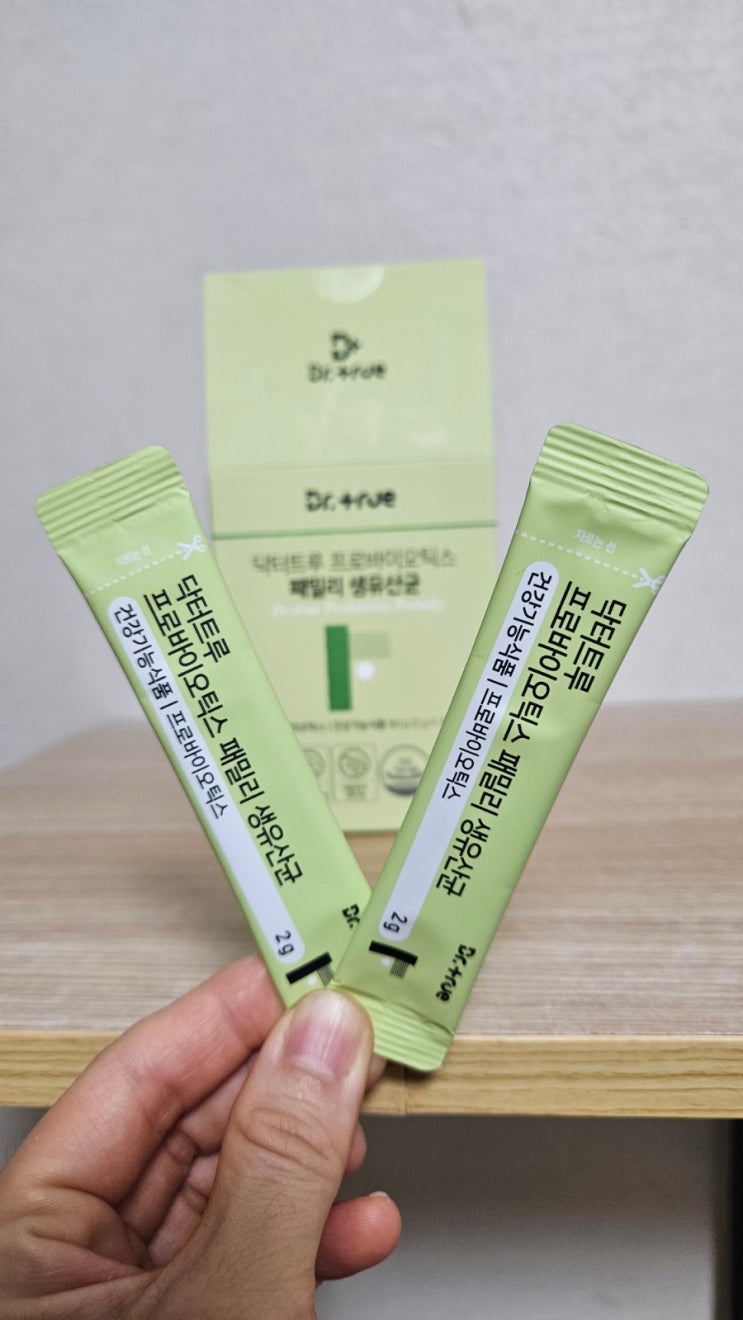 Dr.true
Dr.true
닥터트루 프로바이오틱스
패밀리 생유산균
자르는 선
닥터트루
프로바이오틱스 패밀리 생유산균
건강기능식품 | 프로바이오틱스
2g
Dr.
자르는 선
닥터트루
프로바이오틱스 패밀리 생유산균
건강기능식품 | 프로바이오틱스
2g
Dr.true